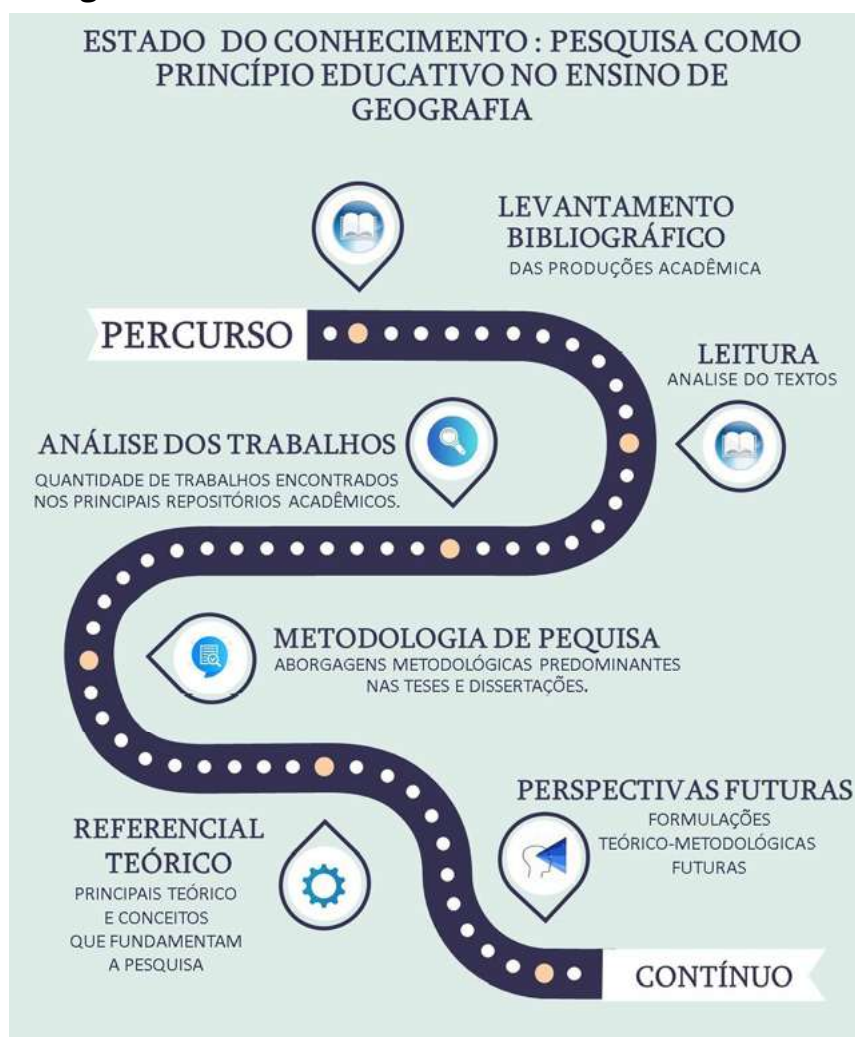 ESTADO DO CONHECIMENTO : PESQUISA COMO
PRINCÍPIO EDUCATIVO NO ENSINO DE
GEOGRAFIA
LEVANTAMENTO
BIBLIOGRÁFICO
DAS PRODUÇÕES ACADÊMICA
PERCURSO
LEITURA
ANALISE DO TEXTOS
ANÁLISE DOS TRABALHOS
QUANTIDADE DE TRABALHOS ENCONTRADOS
NOS PRINCIPAIS REPOSITÓRIOS ACADÊMICOS.
METODOLOGIA DE PEQUISA
ABORGAGENS METODOLÓGICAS PREDOMINANTES
NAS TESES E DISSERTAÇÕES.
REFERENCIAL
TEÓRICO
PRINCIPAIS TEÓRICO
E CONCEITOS
QUE FUNDAMENTAM
A PESQUISA
PERSPECTIVAS FUTURAS
FORMULAÇÕES
TEÓRICO-METODOLÓGICAS
FUTURAS
CONTÍNUO